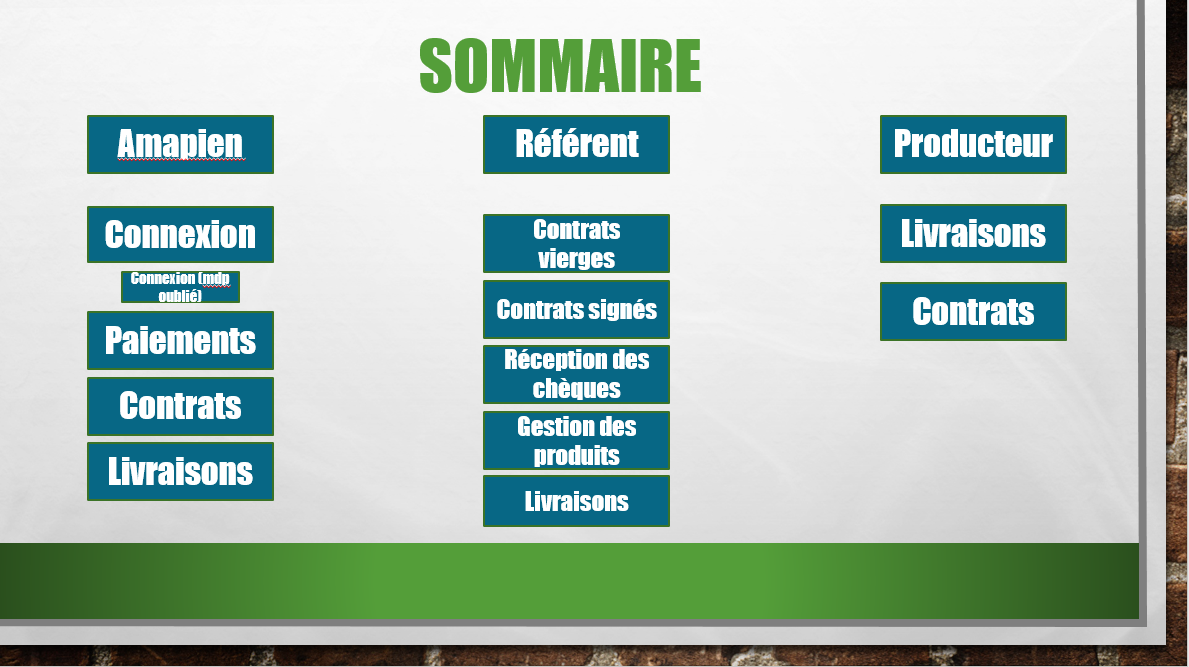 SOMMAIRE
Amapien
Référent
Producteur
Connexion
Connexion (mdp
oublié)
Paiements
Contrats
Livraisons
Contrats
vierges
Contrats signés
Réception des
chèques
Gestion des
produits
Livraisons
Livraisons
Contrats